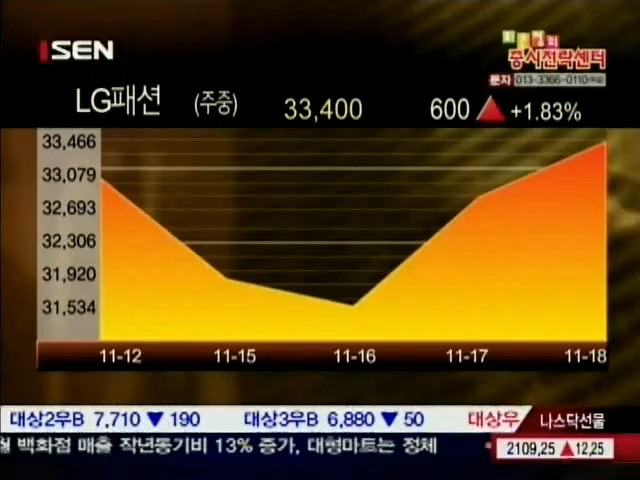 SEN
증시전략센터
문자 013-3366-0110
LG패션 (주중) 33,400 600 ▲ +1.83%
33,466
33,079
32,693
32,306
31,920
31,534
11-12 11-15 11-16 11-17 11-18
대상2우B 7,710 ▼ 190 대상3우B 6,880 ▼ 50 대상우 나스닥선물
월 백화점 매출 작년동기비 13% 증가, 대형마트는 정체 2109,25 ▲ 12,25